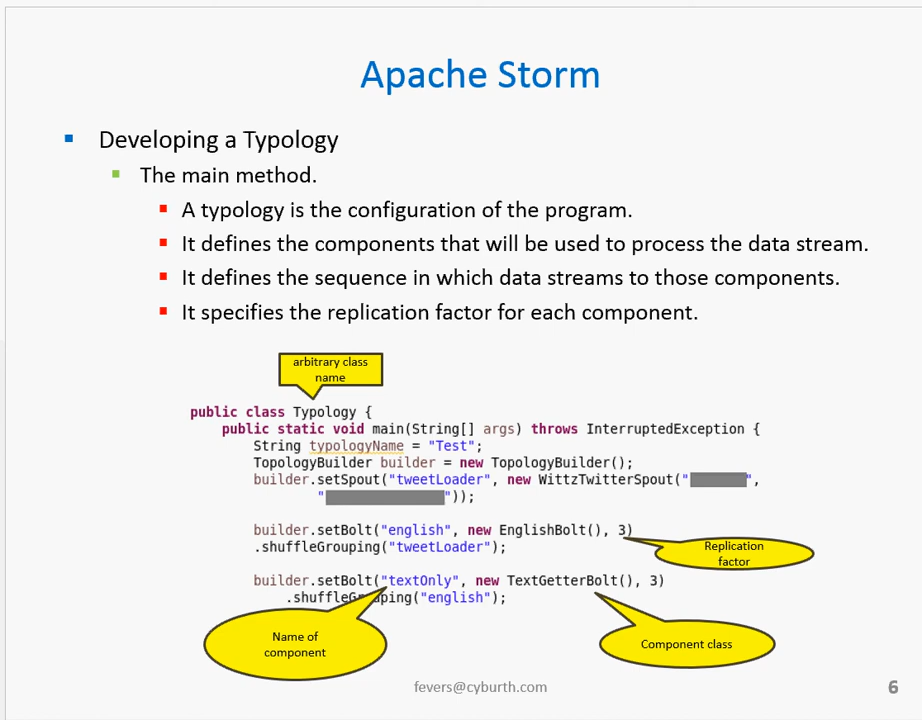 Apache Storm
Developing a Typology
The main method.
A typology is the configuration of the program.
It defines the components that will be used to process the data stream.
It defines the sequence in which data streams to those components.
It specifies the replication factor for each component.
arbitrary class
name
public class Typology {
public static void main(String[] args) throws InterruptedException {
String typologyName = "Test";
TopologyBuilder builder = new TopologyBuilder();
builder.setSpout("tweetLoader", new WittzTwitterSpout("          ",
"          "));
builder.setBolt("english", new EnglishBolt(), 3)
.shuffleGrouping("tweetLoader");
Replication
factor
builder.setBolt("textOnly", new TextGetterBolt(), 3)
.shuffleGrouping("english");
Name of
component
Component class
fevers@cyburth.com
6